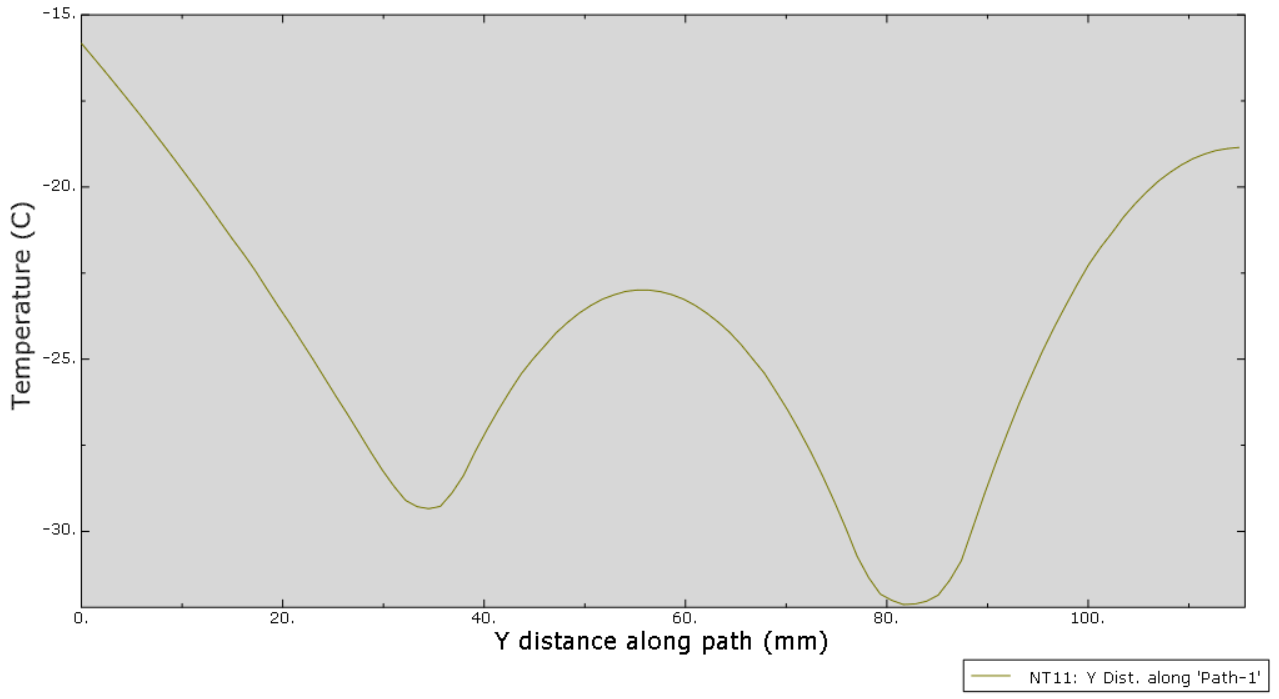 -15.
-20.
-25.
-30.
Temperature (C)
0. 20. 40. 60. 80. 100.
Y distance along path (mm)
NT11: Y Dist. along 'Path-1'